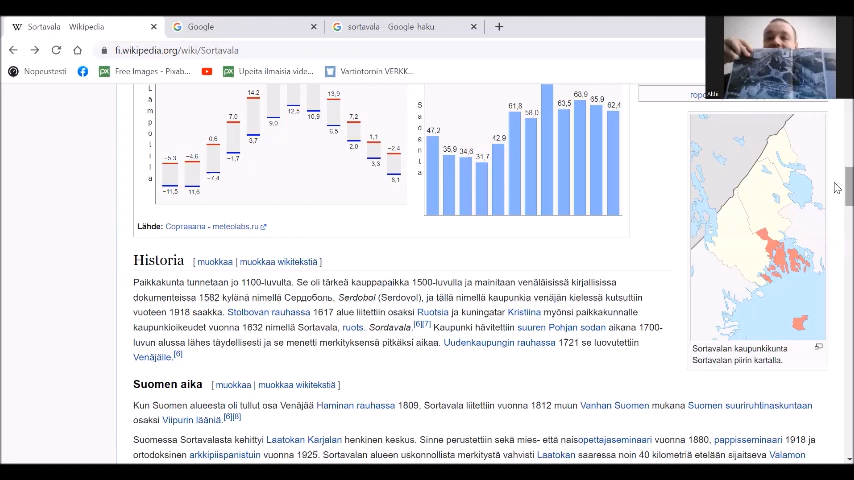 Sortavala Wikipedia
Google
sortavala Google-haku
fi.wikipedia.org/wiki/Sortavala
Nopeustesti
Free Images - Pixab...
Upeita ilmaisia vide...
Vartiotornin VERKK...
Lämpötila
14,2
7,0
0,6
-4,6
-5,3
-11,5
11,6
-7,4
-1,7
3,7
9,0
12,5
10,9
13,9
6,5
7,2
2,0
1,1
3,3
-2,4
8,1
Sadenta
47,2
35,9
34,6
31,7
42,9
61,8
58,0
63,5
68,9
65,9
62,4
Lähde: Сортавала - meteolabs.ru
Historia [ muokkaa | muokkaa wikitekstiä ]
Paikkakunta tunnetaan jo 1100-luvulta. Se oli tärkeä kauppapaikka 1500-luvulla ja mainitaan venäläisissä kirjallisissa
dokumenteissa 1582 kylänä nimellä Сердоболь, Serdobol (Serdovol), ja tällä nimellä kaupunkia venäjän kielessä kutsuttiin
vuoteen 1918 saakka. Stolbovan rauhassa 1617 alue liitettiin osaksi Ruotsia ja kuningatar Kristiina myönsi paikkakunnalle
kaupunkioikeudet vuonna 1632 nimellä Sortavala, ruots. Sordavala.[6][7] Kaupunki hävitettiin suuren Pohjan sodan aikana 1700-
luvun alussa lähes täydellisesti ja se menetti merkityksensä pitkäksi aikaa. Uudenkaupungin rauhassa 1721 se luovutettiin
Venäjälle.[6]
Suomen aika [ muokkaa | muokkaa wikitekstiä ]
Kun Suomen alueesta oli tullut osa Venäjää Haminan rauhassa 1809, Sortavala liitettiin vuonna 1812 muun Vanhan Suomen mukana Suomen suuriruhtinaskuntaan
osaksi Viipurin lääniä.[6][8]
Suomessa Sortavalasta kehittyi Laatokan Karjalan henkinen keskus. Sinne perustettiin sekä mies- että naisopettajaseminaari vuonna 1880, pappisseminaari 1918 ja
ortodoksinen arkkipiispanistuin vuonna 1925. Sortavalan alueen uskonnollista merkitystä vahvisti Laatokan saaressa noin 40 kilometriä etelään sijaitseva Valamon
Sortavalan kaupunkikunta
Sortavalan piirin kartalla.